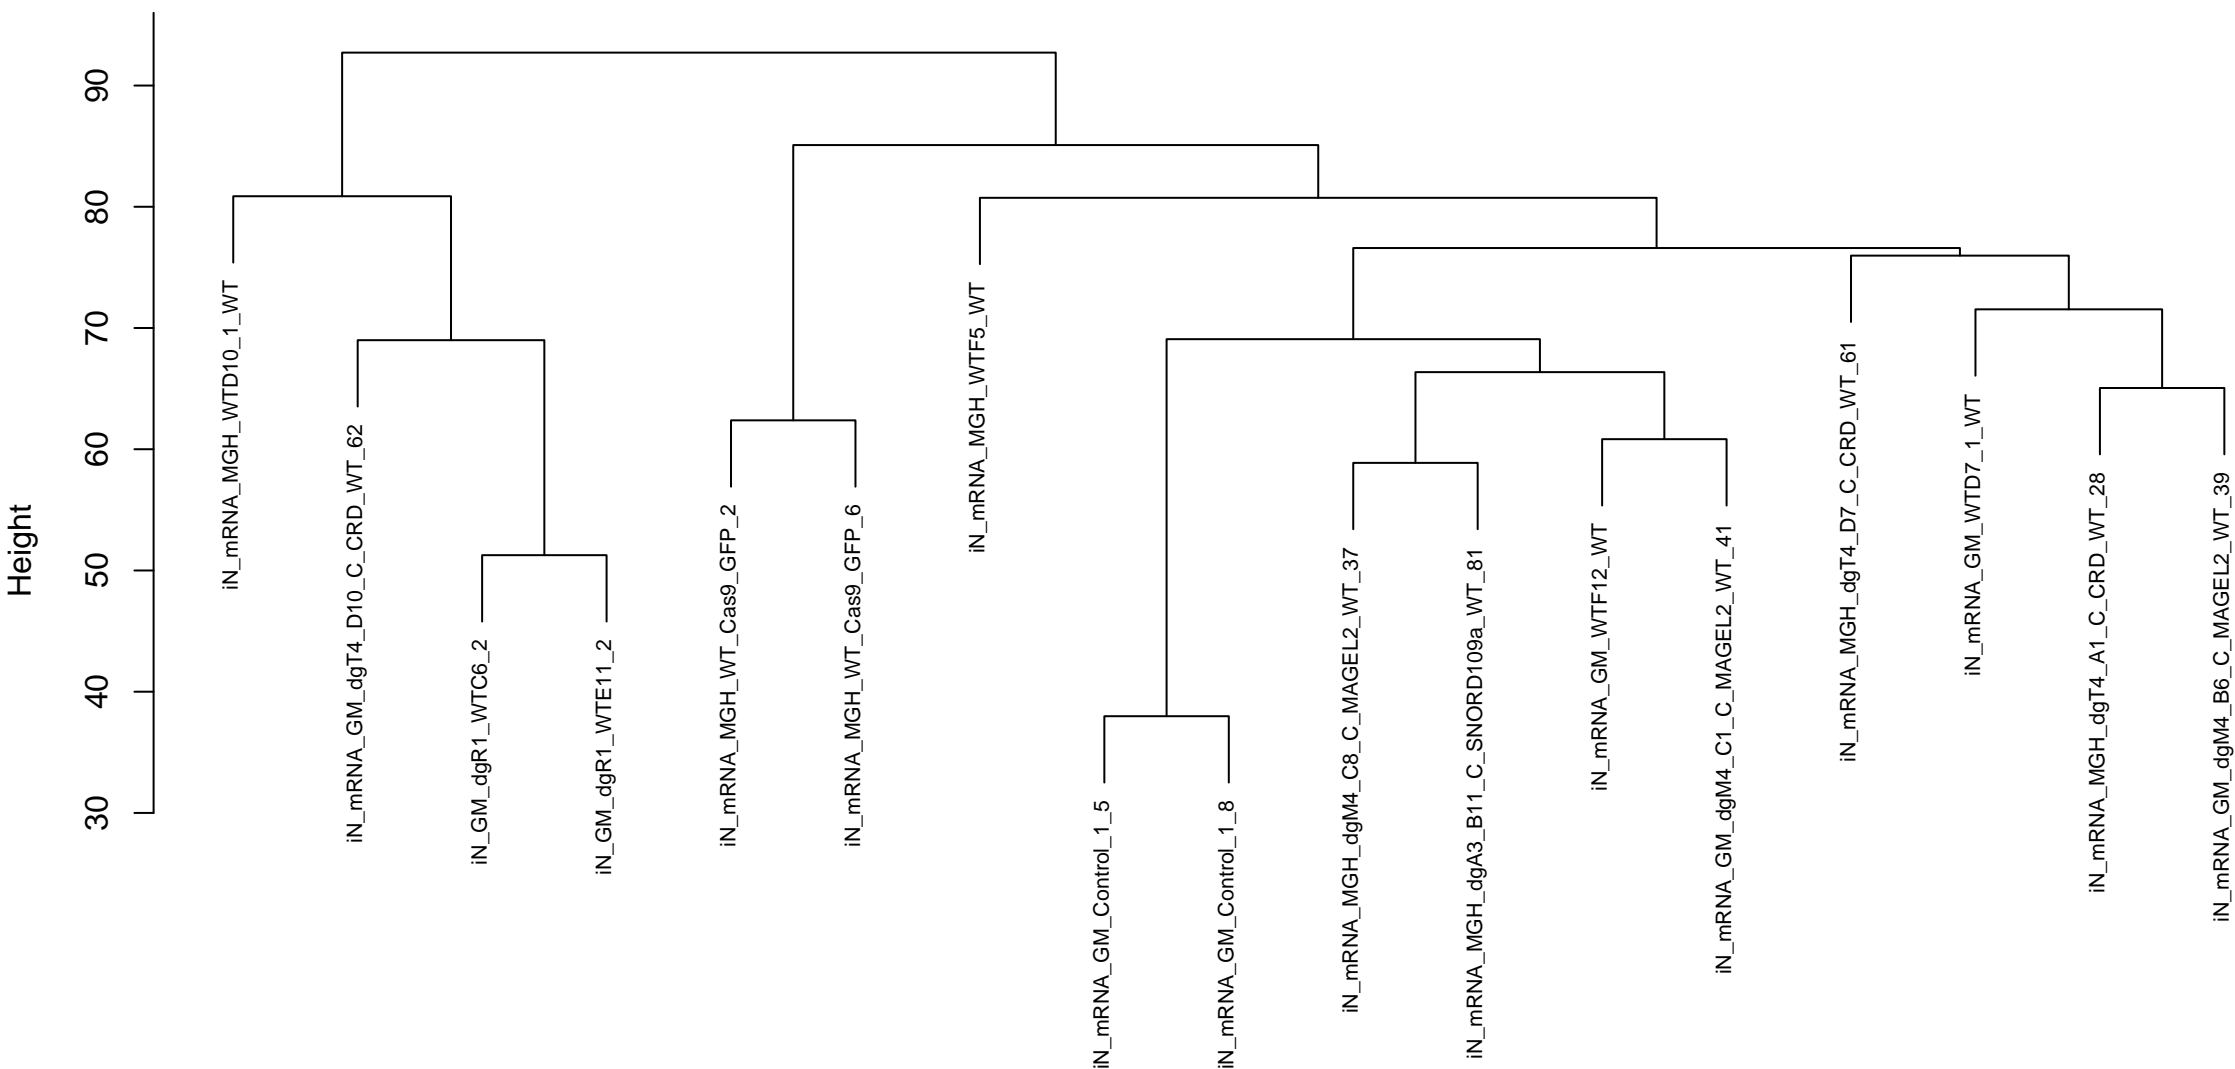 Height
90
80
70
60
50
40
30
iN_mRNA_MGH_WTD10_1_WT
iN_mRNA_GM_dgT4_D10_C_CRD_WT_62
iN_GM_dgR1_WTC6_2
iN_GM_dgR1_WTE11_2
iN_mRNA_MGH_WT_Cas9_GFP_2
iN_mRNA_MGH_WT_Cas9_GFP_6
iN_mRNA_MGH_WTF5_WT
iN_mRNA_GM_Control_1_5
iN_mRNA_GM_Control_1_8
iN_mRNA_MGH_dgM4_C8_C_MAGEL2_WT_37
iN_mRNA_MGH_dgA3_B11_C_SNORD109a_WT_81
iN_mRNA_GM_WTF12_WT
iN_mRNA_GM_dgM4_C1_C_MAGEL2_WT_41
iN_mRNA_MGH_dgT4_D7_C_CRD_WT_61
iN_mRNA_GM_WTD7_1_WT
iN_mRNA_MGH_dgT4_A1_C_CRD_WT_28
iN_mRNA_GM_dgM4_B6_C_MAGEL2_WT_39